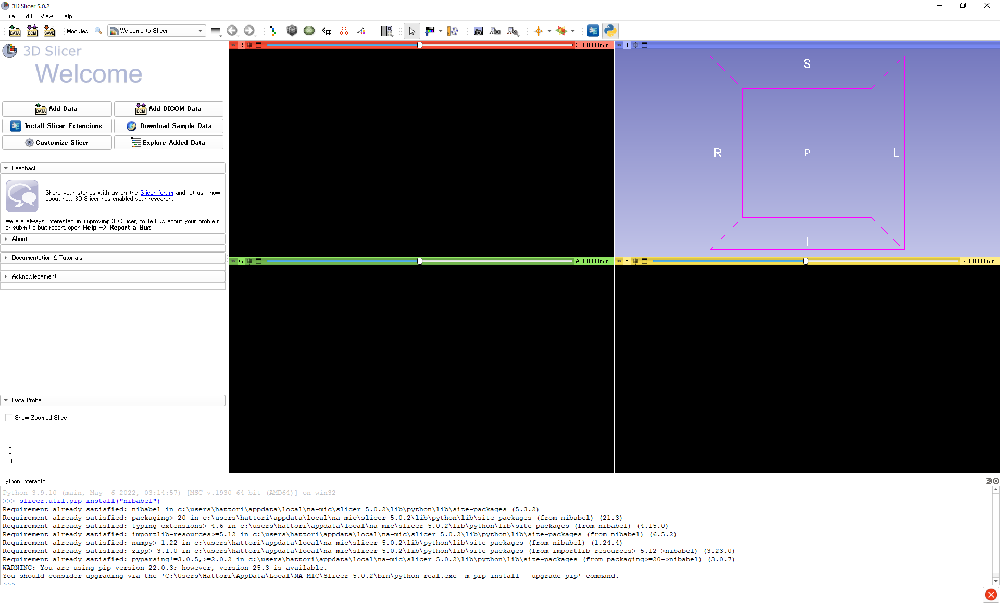 3D Slicer 5.0.2
File Edit View Help
DATA DCM SAVE Modules: Welcome to Slicer
3D Slicer
Welcome
Add Data
Add DICOM Data
Install Slicer Extensions
Download Sample Data
Customize Slicer
Explore Added Data
Feedback
Share your stories with us on the Slicer forum and let us know
about how 3D Slicer has enabled your research.
We are always interested in improving 3D Slicer, to tell us about your problem
or submit a bug report, open Help -> Report a Bug.
About
Documentation & Tutorials
Acknowledgment
Data Probe
Show Zoomed Slice
L
F
B
R S: 0.0000mm
1
S
R P L
I
G A: 0.0000mm
Y R: 0.0000mm
Python Interactor
Python 3.9.10 (main, May  6 2022, 03:14:57) [MSC v.1930 64 bit (AMD64)] on win32
>>> slicer.util.pip_install("nibabel")
Requirement already satisfied: nibabel in c:\users\hattori\appdata\local\na-mic\slicer 5.0.2\lib\python\lib\site-packages (5.3.2)
Requirement already satisfied: packaging>=20 in c:\users\hattori\appdata\local\na-mic\slicer 5.0.2\lib\python\lib\site-packages (from nibabel) (21.3)
Requirement already satisfied: typing-extensions>=4.6 in c:\users\hattori\appdata\local\na-mic\slicer 5.0.2\lib\python\lib\site-packages (from nibabel) (4.15.0)
Requirement already satisfied: importlib-resources>=5.12 in c:\users\hattori\appdata\local\na-mic\slicer 5.0.2\lib\python\lib\site-packages (from nibabel) (6.5.2)
Requirement already satisfied: numpy>=1.22 in c:\users\hattori\appdata\local\na-mic\slicer 5.0.2\lib\python\lib\site-packages (from nibabel) (1.24.4)
Requirement already satisfied: zipp>=3.1.0 in c:\users\hattori\appdata\local\na-mic\slicer 5.0.2\lib\python\lib\site-packages (from importlib-resources>=5.12->nibabel) (3.23.0)
Requirement already satisfied: pyparsing!=3.0.5,>=2.0.2 in c:\users\hattori\appdata\local\na-mic\slicer 5.0.2\lib\python\lib\site-packages (from packaging>=20->nibabel) (3.0.7)
WARNING: You are using pip version 22.0.3; however, version 25.3 is available.
You should consider upgrading via the 'C:\Users\Hattori\AppData\Local\NA-MIC\Slicer 5.0.2\bin\python-real.exe -m pip install --upgrade pip' command.
>>>